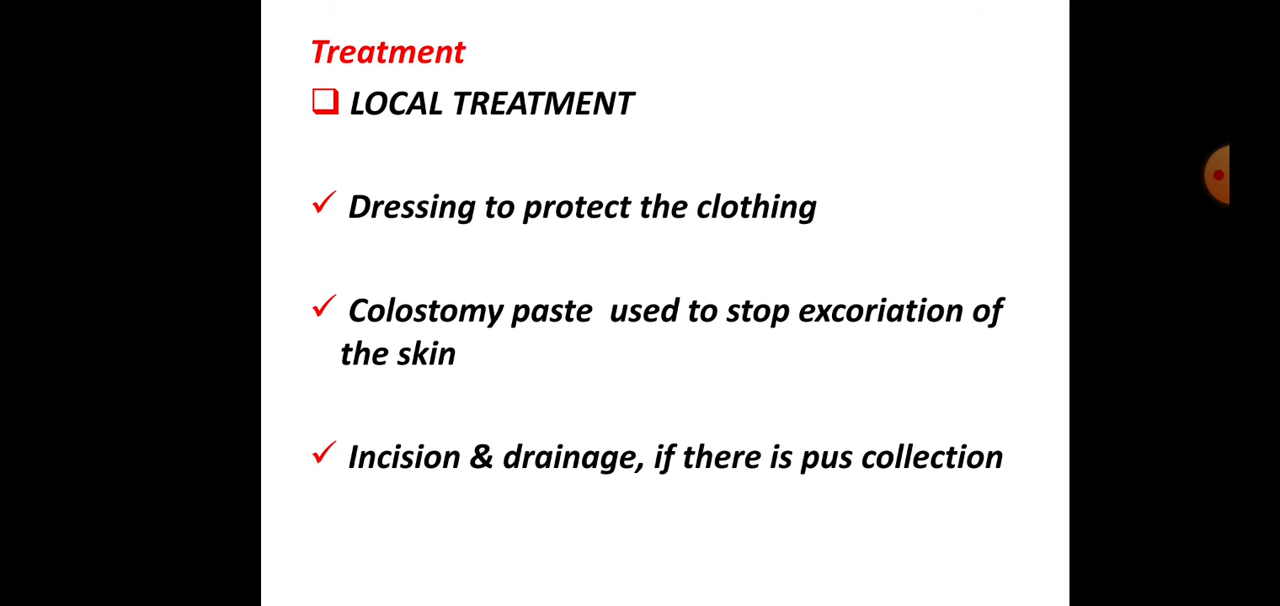 Treatment
LOCAL TREATMENT
Dressing to protect the clothing
Colostomy paste used to stop excoriation of
the skin
Incision & drainage, if there is pus collection